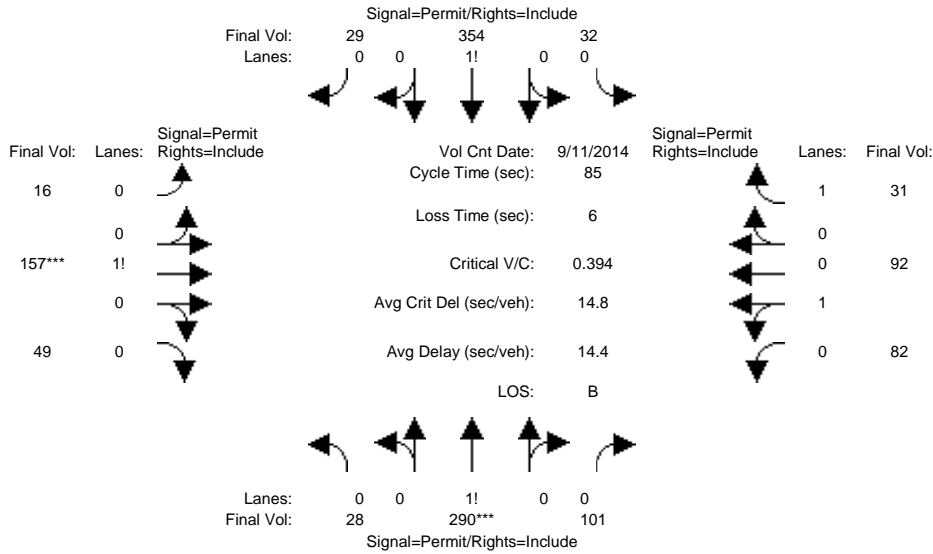 Signal=Permit/Rights=Include
Final Vol: 29 354 32
Lanes: 0 0 1! 0 0
Signal=Permit Signal=Permit
Final Vol: Lanes: Rights=Include Vol Cnt Date: 9/11/2014 Rights=Include Lanes: Final Vol:
Cycle Time (sec): 85
16 0 1 31
Loss Time (sec): 6
0 0
157*** 1! Critical V/C: 0.394 0 92
0 Avg Crit Del (sec/veh): 14.8 1
49 0 Avg Delay (sec/veh): 14.4 0 82
LOS: B
Lanes: 0 0 1! 0 0
Final Vol: 28 290*** 101
Signal=Permit/Rights=Include